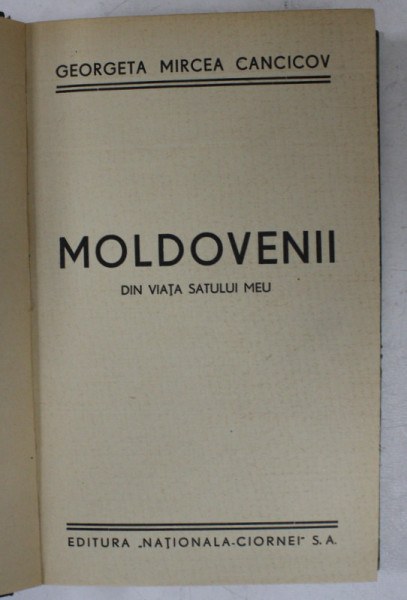 GEORGETA MIRCEA CANCICOV
MOLDOVENII
DIN VIAȚA SATULUI MEU
EDITURA „NAȚIONALA-CIORNEI" S. A.